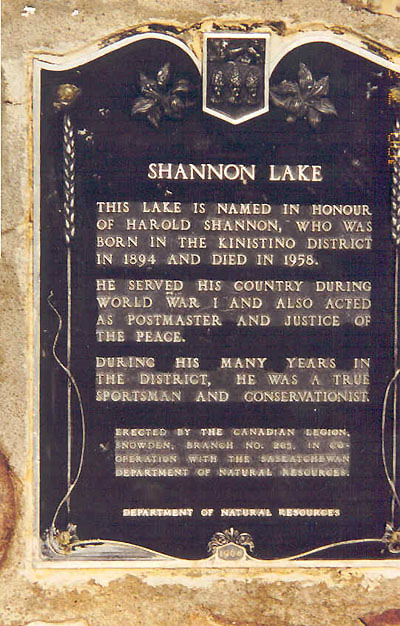 SHANNON LAKE
THIS LAKE IS NAMED IN HONOUR
OF HAROLD SHANNON, WHO WAS
BORN IN THE KINISTINO DISTRICT
IN 1894 AND DIED IN 1958.
HE SERVED HIS COUNTRY DURING
WORLD WAR I AND ALSO ACTED
AS POSTMASTER AND JUSTICE OF
THE PEACE.
DURING HIS MANY YEARS IN
THE DISTRICT, HE WAS A TRUE
SPORTSMAN AND CONSERVATIONIST.
ERECTED BY THE CANADIAN LEGION,
SNOWDEN, BRANCH NO. IN CO-
OPERATION WITH THE SASKATCHEWAN
DEPARTMENT OF NATURAL RESOURCES.
DEPARTMENT OF NATURAL RESOURCES